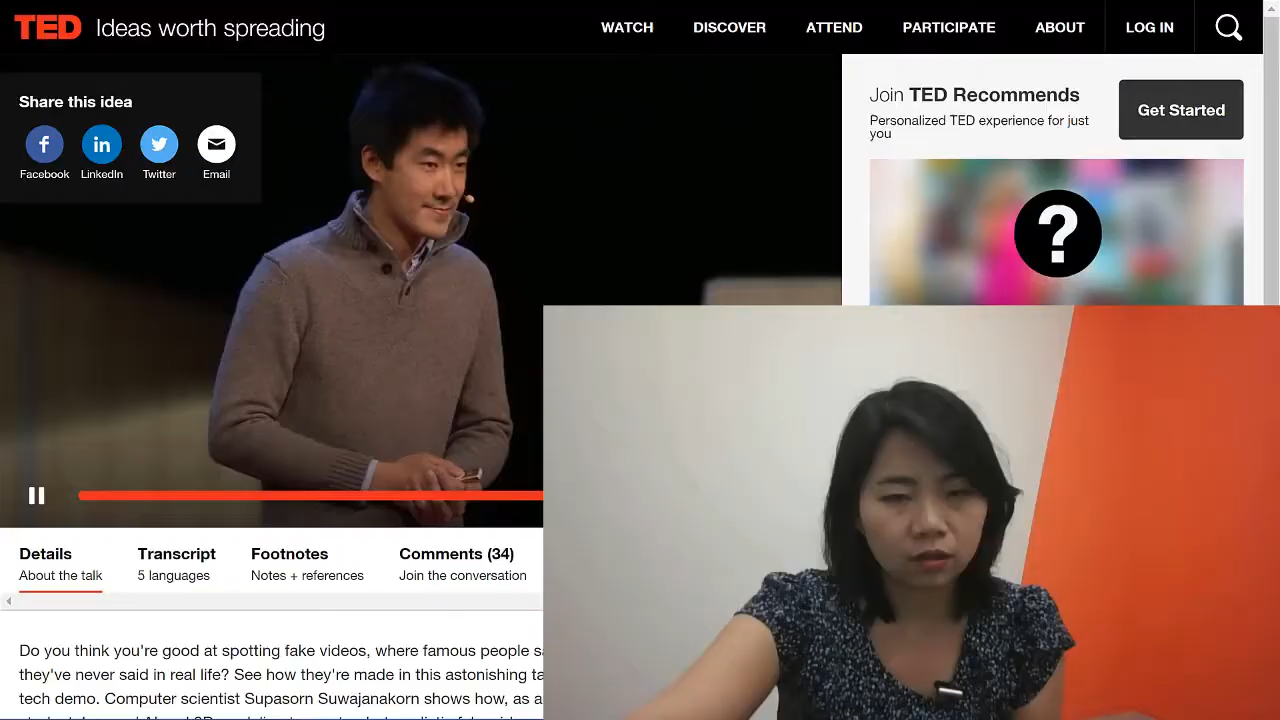 TED Ideas worth spreading
WATCH DISCOVER ATTEND PARTICIPATE ABOUT LOG IN
Share this idea
Facebook LinkedIn Twitter Email
Join TED Recommends
Personalized TED experience for just
you
Get Started
?
Details Transcript Footnotes Comments (34)
About the talk 5 languages Notes + references Join the conversation
Do you think you're good at spotting fake videos, where famous people
they've never said in real life? See how they're made in this astonishing
tech demo. Computer scientist Supasorn Suwajanakorn shows how, as a